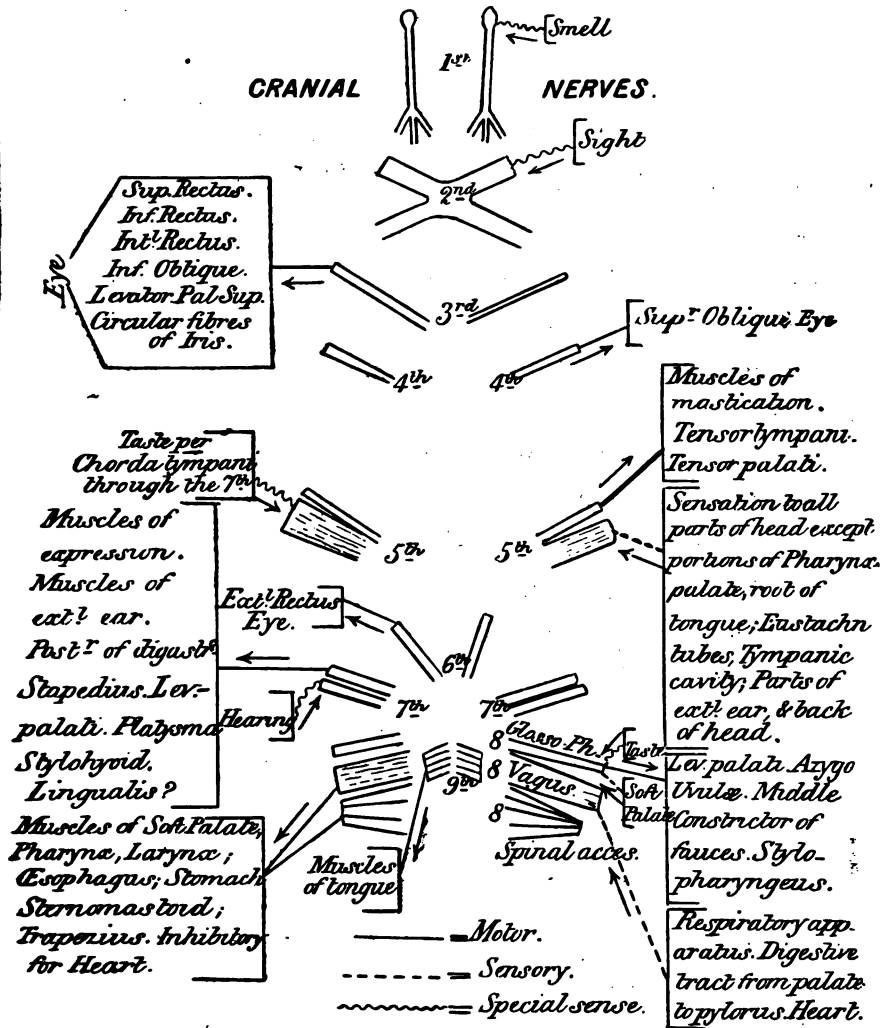 Smell
1st
CRANIAL NERVES.
Sight
2nd
Eye
Sup. Rectus.
Inf. Rectus.
Intl. Rectus.
Inf. Oblique.
Levator Pal Sup.
Circular fibres
of Iris.
3rd
Supr Oblique Eye
4th
4th
Muscles of
mastication.
Tensor tympani.
Tensor palati.
Taste per
Chorda tympani
through the 7th
5th
5th
Sensation to all
parts of head except
portions of Pharynx
palate, root of
tongue; Eustachn
tubes, Tympanic
cavity; Parts of
extl ear, & back
of head.
Muscles of
expression.
Muscles of
extl ear.
Postr of digast
Stapedius. Lev.-
palati. Platysma
Stylohyoid.
Lingualis?
Extl. Rectus
Eye.
6th
Hearing
7th
7th
8 Glosso-Ph.
Taste
8 Vagus.
Soft
Palate
8
Spinal acces.
9th
Lev. palati. Azygo
Uvulæ. Middle
Constrictor of
fauces. Stylo-
pharyngeus.
Muscles of Soft Palate,
Pharynx, Larynx;
Œsophagus; Stomach
Sternomastoid;
Trapezius. Inhibitory
for Heart.
Muscles
of tongue
Respiratory app-
aratus. Digestive
tract from palate
to pylorus. Heart.
= Motor.
= Sensory.
= Special sense.